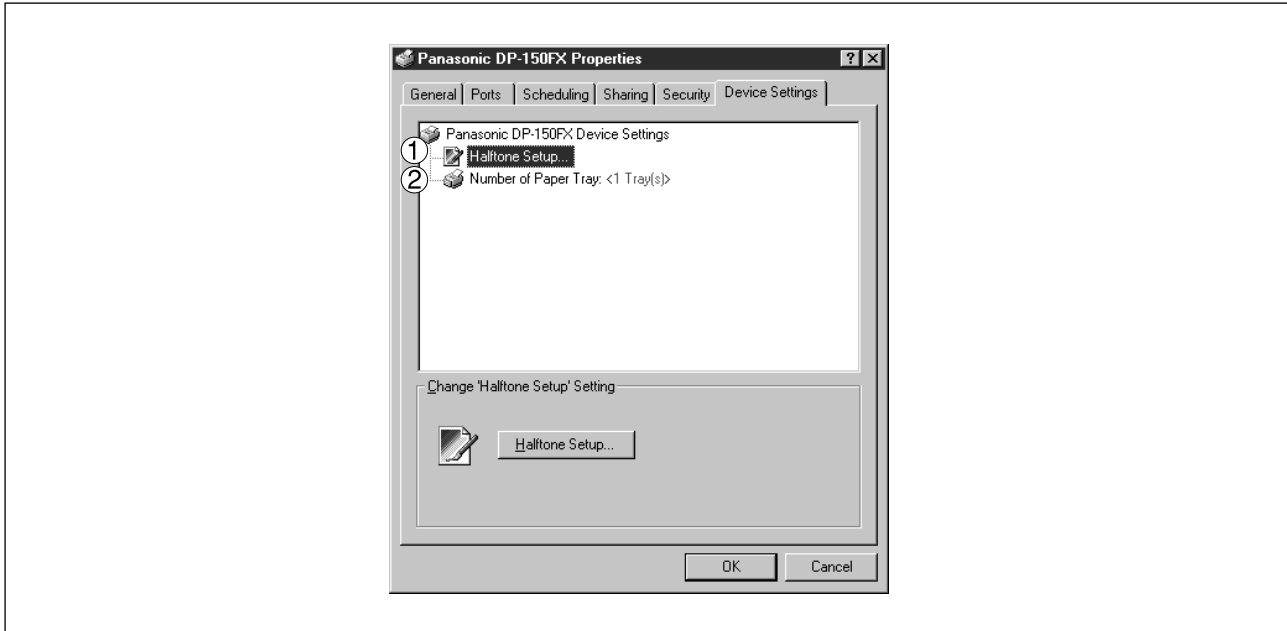 Panasonic DP-150FX Properties
General Ports Scheduling Sharing Security Device Settings
Panasonic DP-150FX Device Settings
① Halftone Setup...
② Number of Paper Tray: <1 Tray(s)>
Change 'Halftone Setup' Setting
Halftone Setup...
OK Cancel